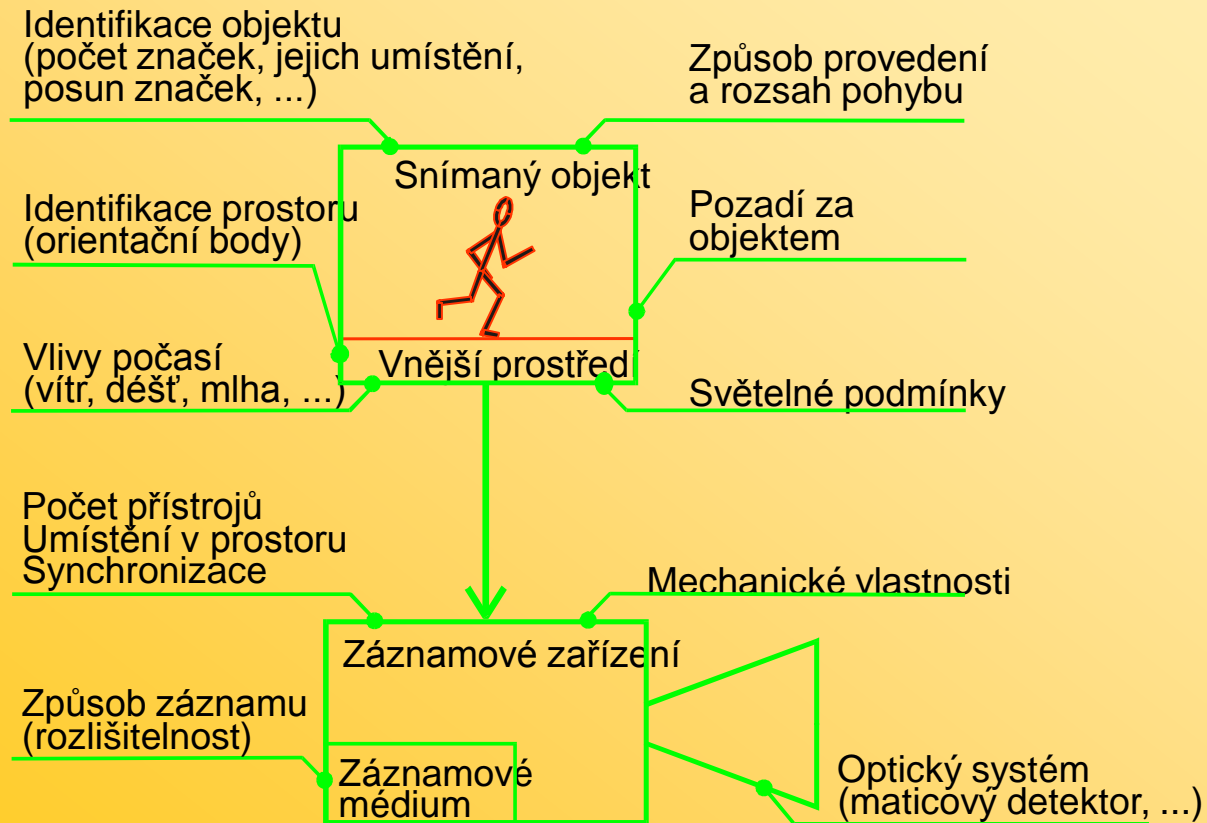 Identifikace objektu
(počet značek, jejich umístění,
posun značek, ...)
Způsob provedení
a rozsah pohybu
Snímaný objekt
Identifikace prostoru
(orientační body)
Pozadí za
objektem
Vlivy počasí
(vítr, déšť, mlha, ...)
Vnější prostředí
Světelné podmínky
Počet přístrojů
Umístění v prostoru
Synchronizace
Mechanické vlastnosti
Záznamové zařízení
Způsob záznamu
(rozlišitelnost)
Záznamové
médium
Optický systém
(maticový detektor, ...)